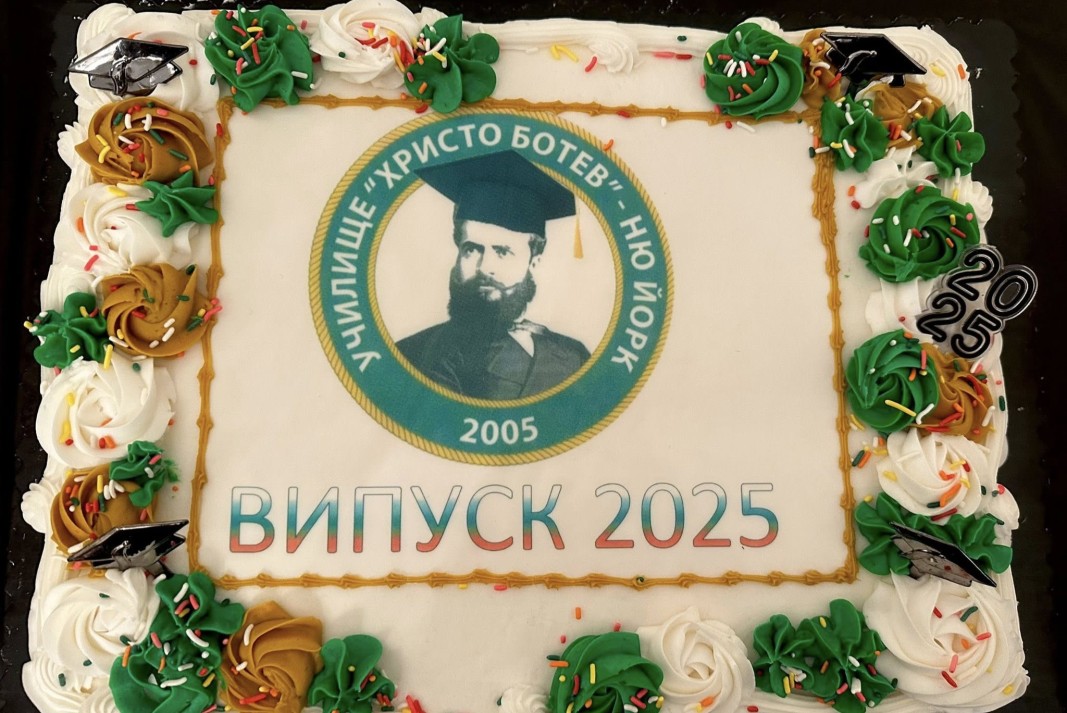 УЧИЛИЩЕ "ХРИСТО БОТЕВ" - НЮ ЙОРК
2005
ВИПУСК 2025
2025